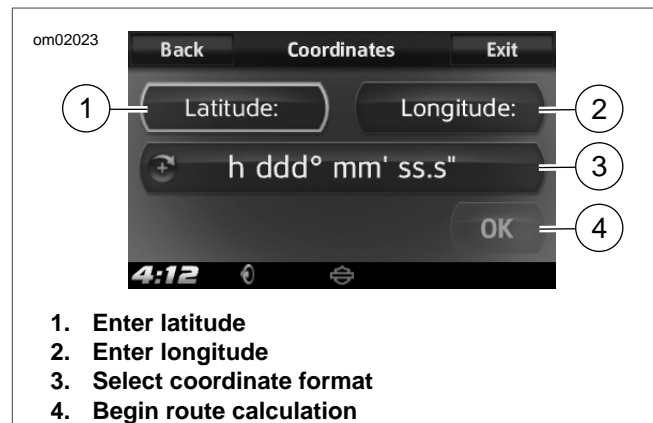 om02023
Back Coordinates Exit
1 Latitude: Longitude: 2
h ddd° mm' ss.s" 3
OK 4
4:12
1. Enter latitude
2. Enter longitude
3. Select coordinate format
4. Begin route calculation